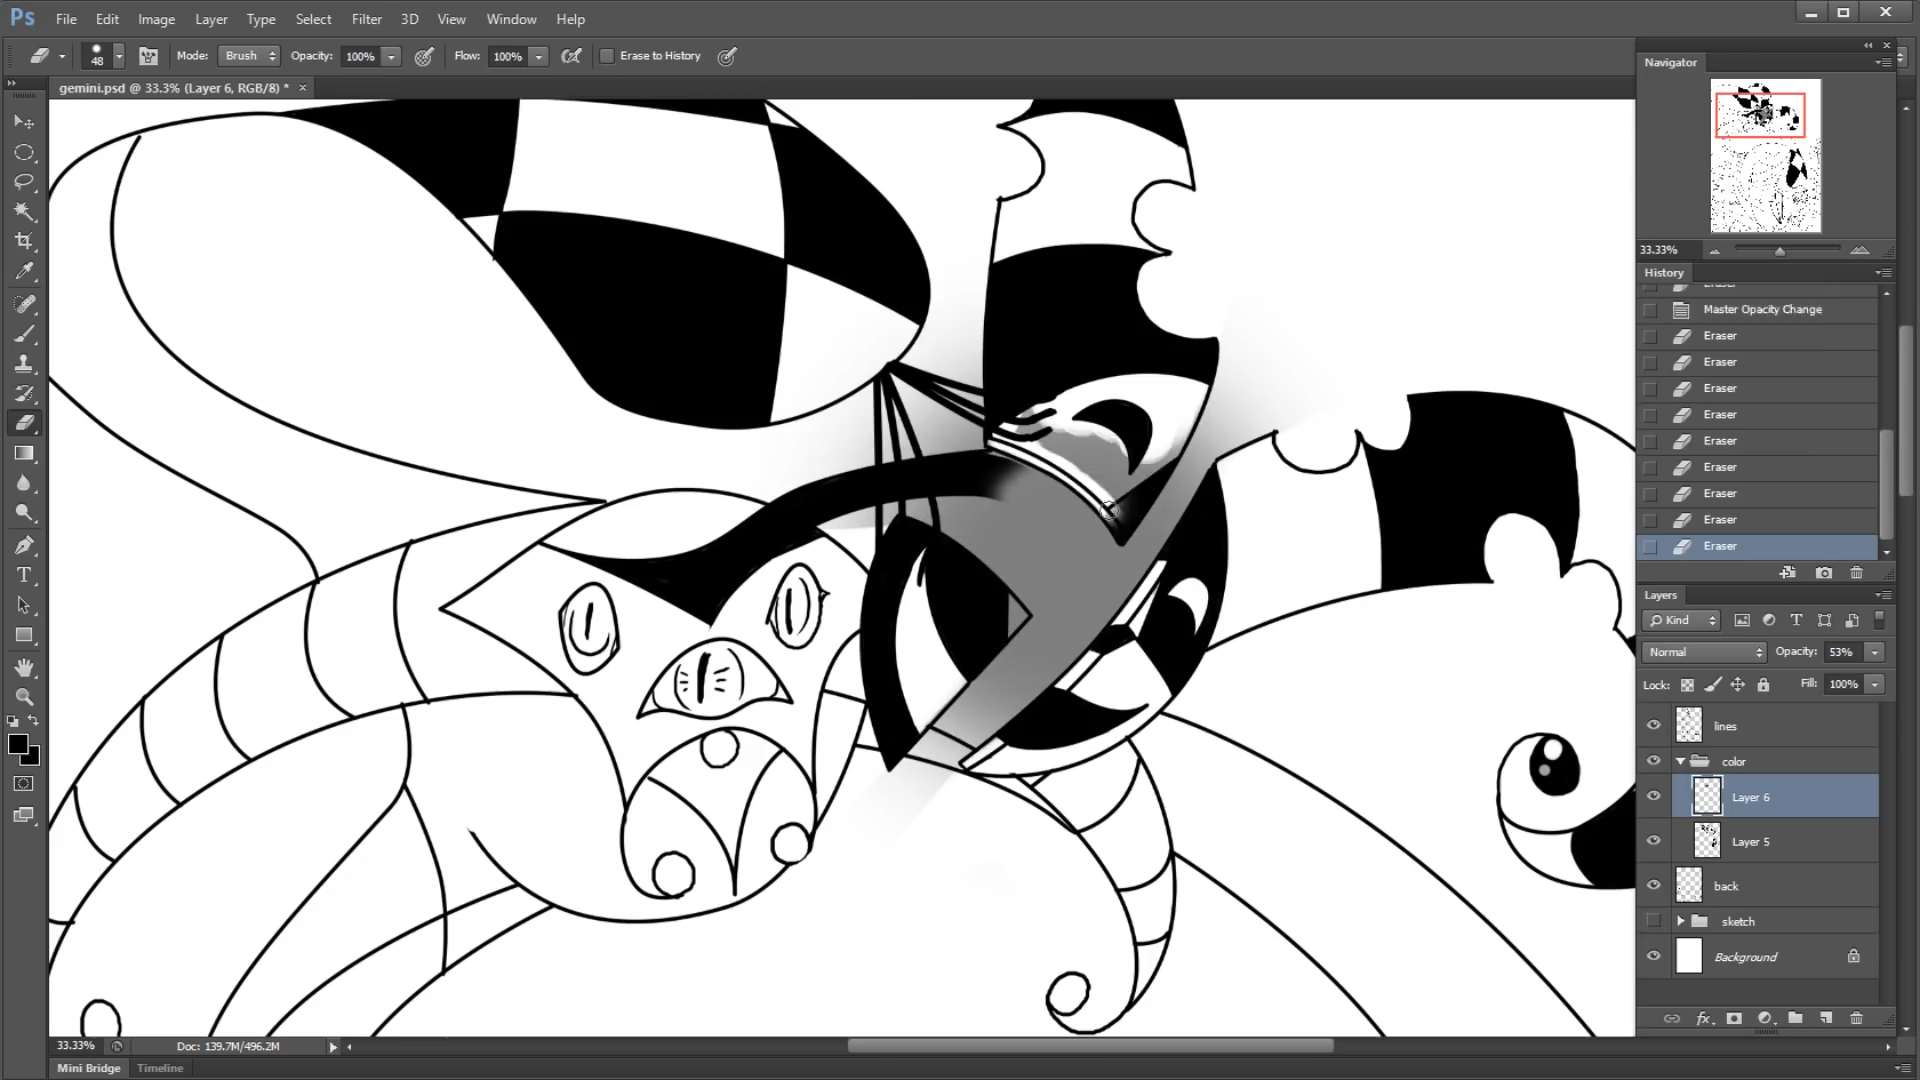 Ps File Edit Image Layer Type Select Filter 3D View Window Help
48 Mode: Brush Opacity: 100% Flow: 100% Erase to History
gemini.psd @ 33.3% (Layer 6, RGB/8) *
Navigator
33.33%
History
Eraser
Master Opacity Change
Eraser
Eraser
Eraser
Eraser
Eraser
Eraser
Eraser
Eraser
Eraser
Layers
Kind
Normal Opacity: 53%
Lock: Fill: 100%
lines
color
Layer 6
Layer 5
back
sketch
Background
fx
33.33% Doc: 139.7M/496.2M
Mini Bridge Timeline